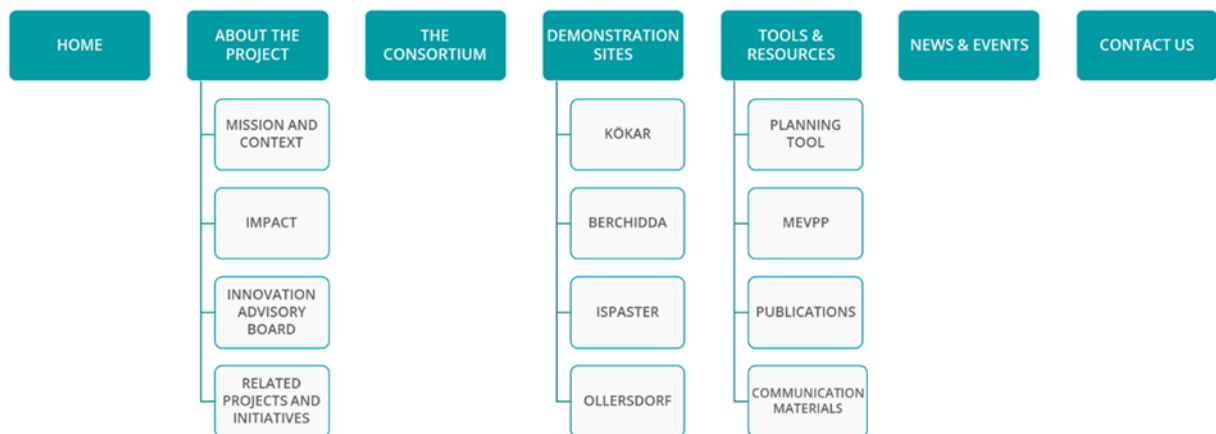 HOME
ABOUT THE
PROJECT
THE
CONSORTIUM
DEMONSTRATION
SITES
TOOLS &
RESOURCES
NEWS & EVENTS
CONTACT US
MISSION AND
CONTEXT
IMPACT
INNOVATION
ADVISORY
BOARD
RELATED
PROJECTS AND
INITIATIVES
KÖKAR
BERCHIDDA
ISPASTER
OLLERSDORF
PLANNING
TOOL
MEVPP
PUBLICATIONS
COMMUNICATION
MATERIALS